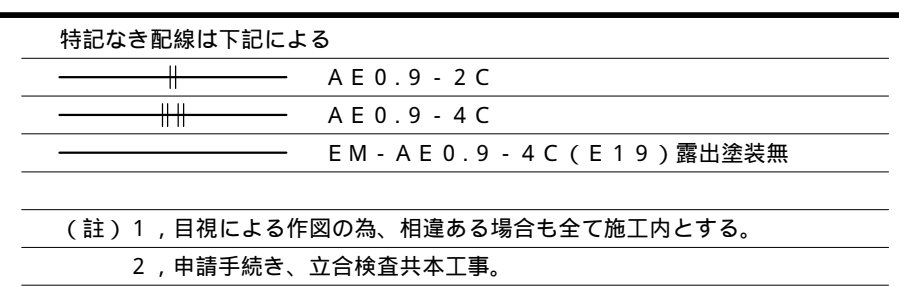 特記なき配線は下記による
AE0.9-2C
AE0.9-4C
EM-AE0.9-4C(E19)露出塗装無
(註)1,目視による作図の為、相違ある場合も全て施工内とする。
2,申請手続き、立合検査共本工事。